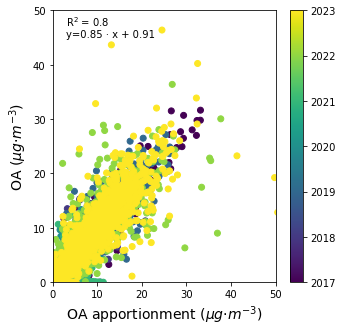 R² = 0.8
y=0.85 · x + 0.91
50
40
30
20
10
0
OA (μg·m⁻³)
0 10 20 30 40 50
OA apportionment (μg·m⁻³)
2023
2022
2021
2020
2019
2018
2017